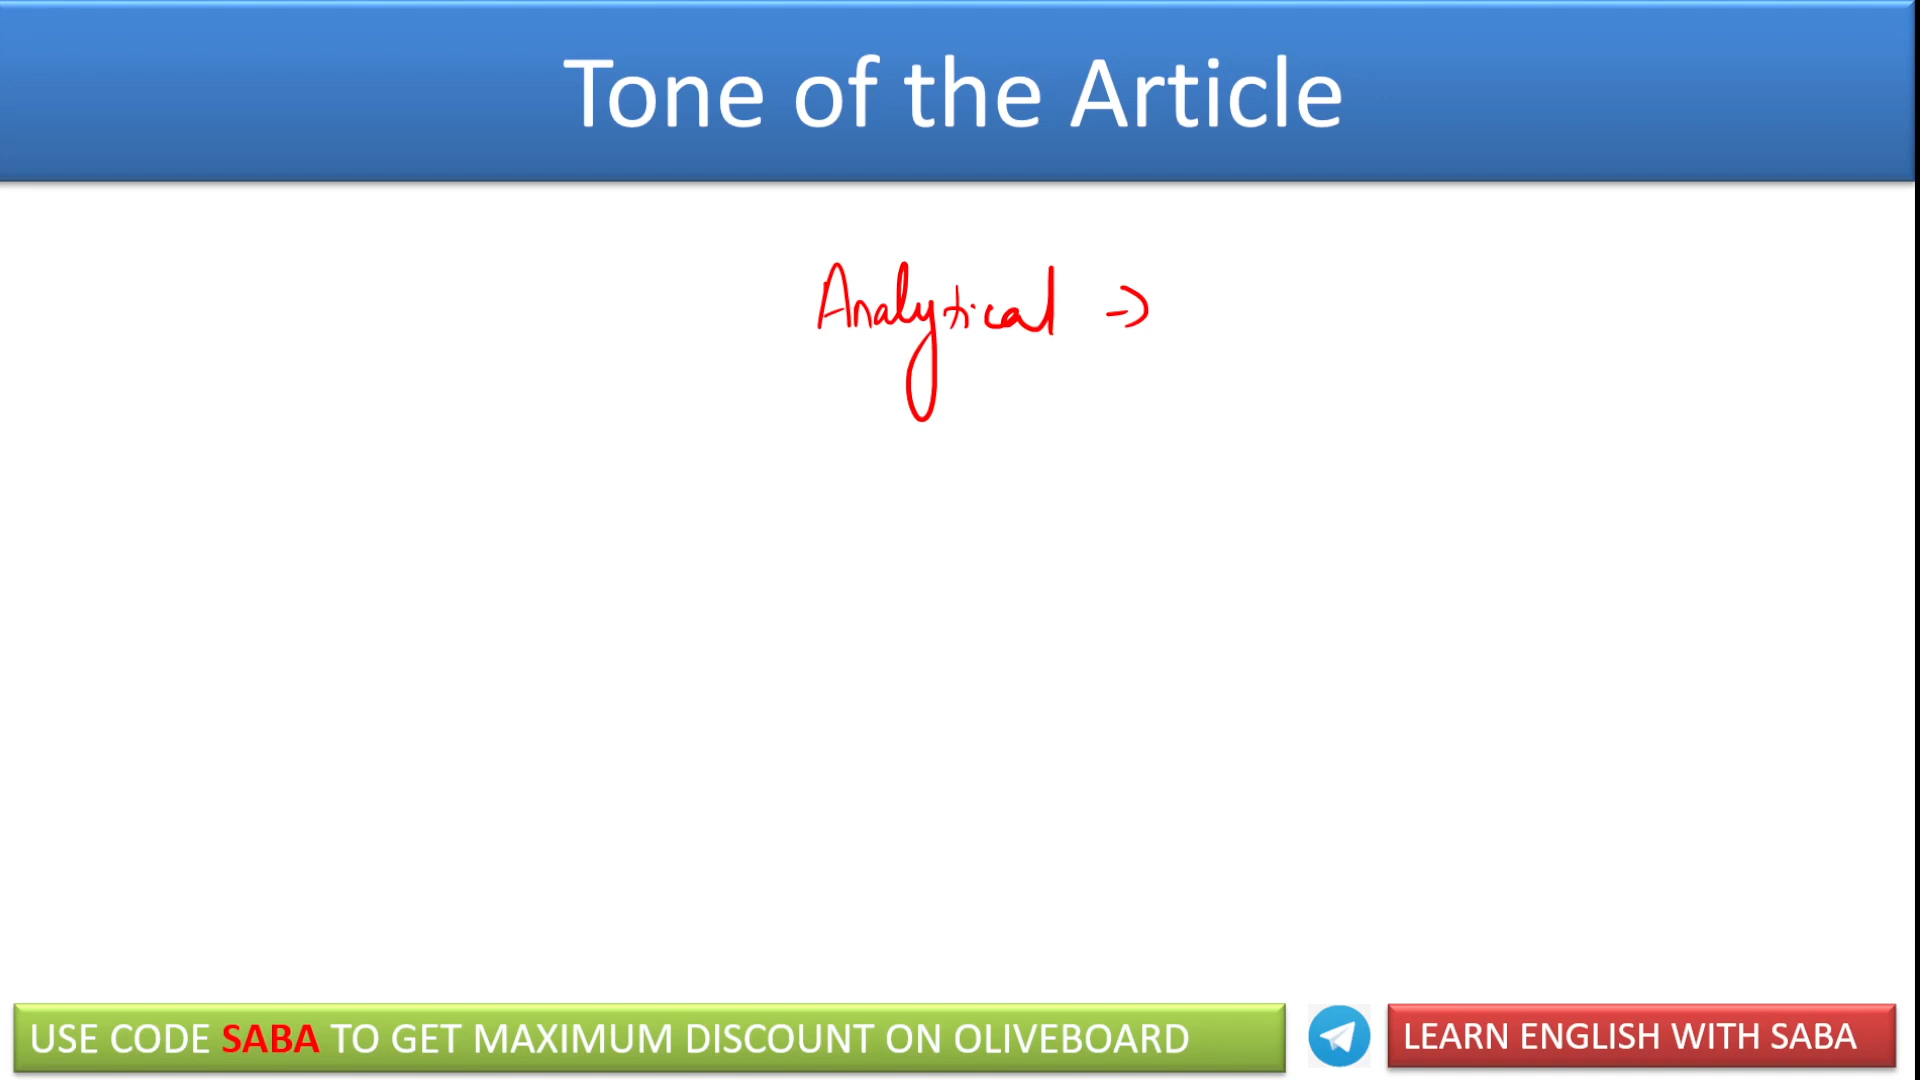 Tone of the Article
Analytical →
USE CODE SABA TO GET MAXIMUM DISCOUNT ON OLIVEBOARD
LEARN ENGLISH WITH SABA